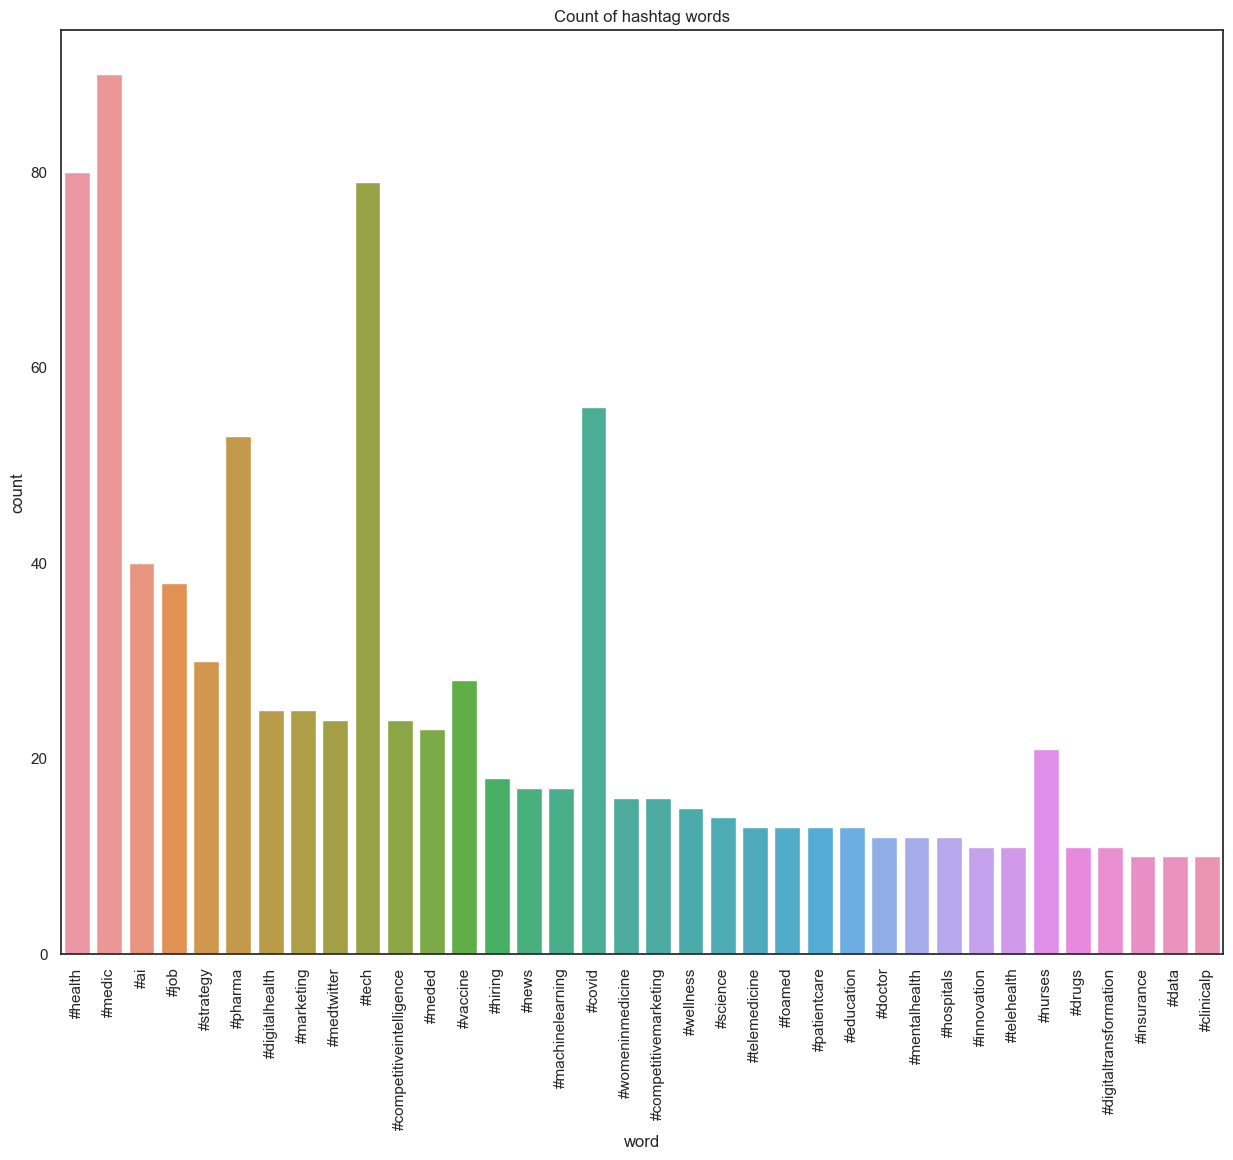 Count of hashtag words
80
60
40
20
0
count
#health
#medic
#ai
#job
#strategy
#pharma
#digitalhealth
#marketing
#medtwitter
#tech
#competitiveintelligence
#meded
#vaccine
#hiring
#news
#machinelearning
#covid
#womeninmedicine
#competitivemarketing
#wellness
#science
#telemedicine
#foamed
#patientcare
#education
#doctor
#mentalhealth
#hospitals
#innovation
#telehealth
#nurses
#drugs
#digitaltransformation
#insurance
#data
#clinicalp
word